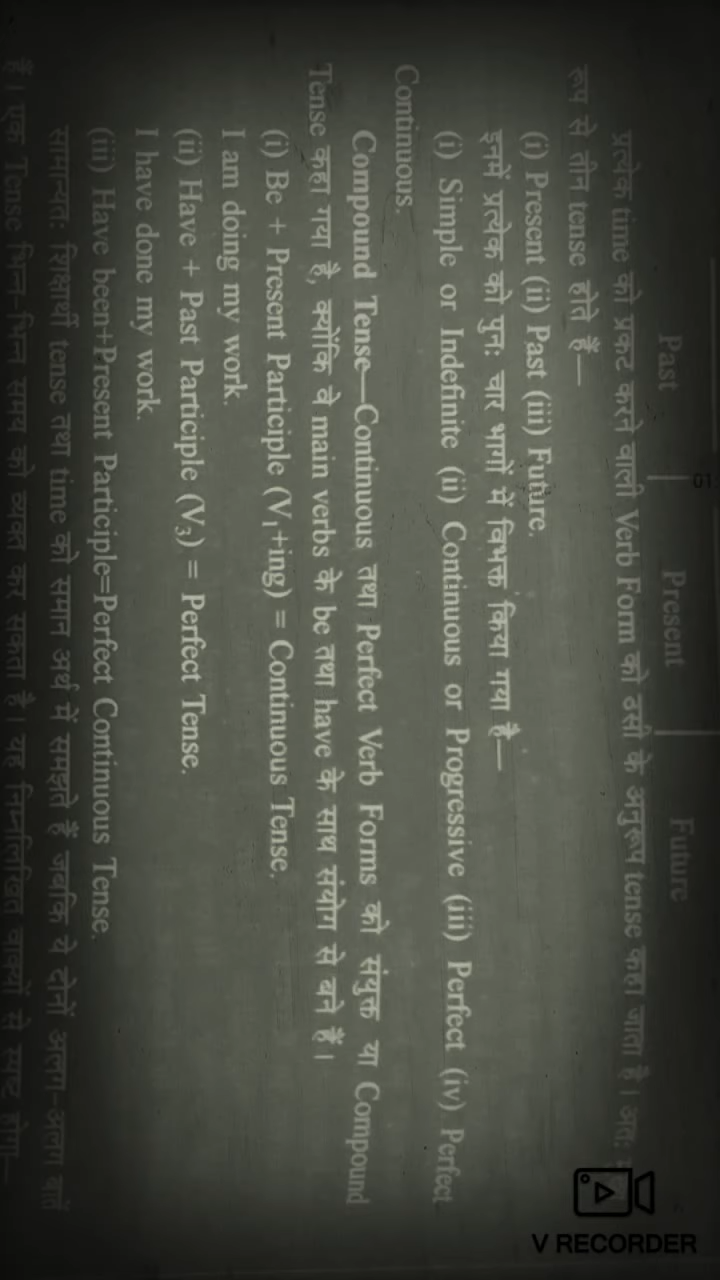 Past Present Future
प्रत्येक time को प्रकट करने वाली Verb Form को उसी के अनुरूप tense कहा जाता है। अतः
रूप से तीन tense होते हैं—
(i) Present (ii) Past (iii) Future.
इनमें प्रत्येक को पुन: चार भागों में विभक्त किया गया है—
(i) Simple or Indefinite (ii) Continuous or Progressive (iii) Perfect (iv) Perfect
Continuous.
Compound Tense—Continuous तथा Perfect Verb Forms को संयुक्त या Compound
Tense कहा गया है, क्योंकि वे main verbs के be तथा have के साथ संयोग से बने हैं।
(i) Be + Present Participle (V₁+ing) = Continuous Tense.
I am doing my work.
(ii) Have + Past Participle (V₃) = Perfect Tense.
I have done my work.
(iii) Have been+Present Participle=Perfect Continuous Tense.
सामान्यत: शिक्षार्थी tense तथा time को समान अर्थ में समझते हैं जबकि ये दोनों अलग-अलग बातें
हैं। एक Tense भिन्न-भिन्न समय को व्यक्त कर सकता है। यह निम्नलिखित वाक्यों से स्पष्ट होगा—
01
V RECORDER